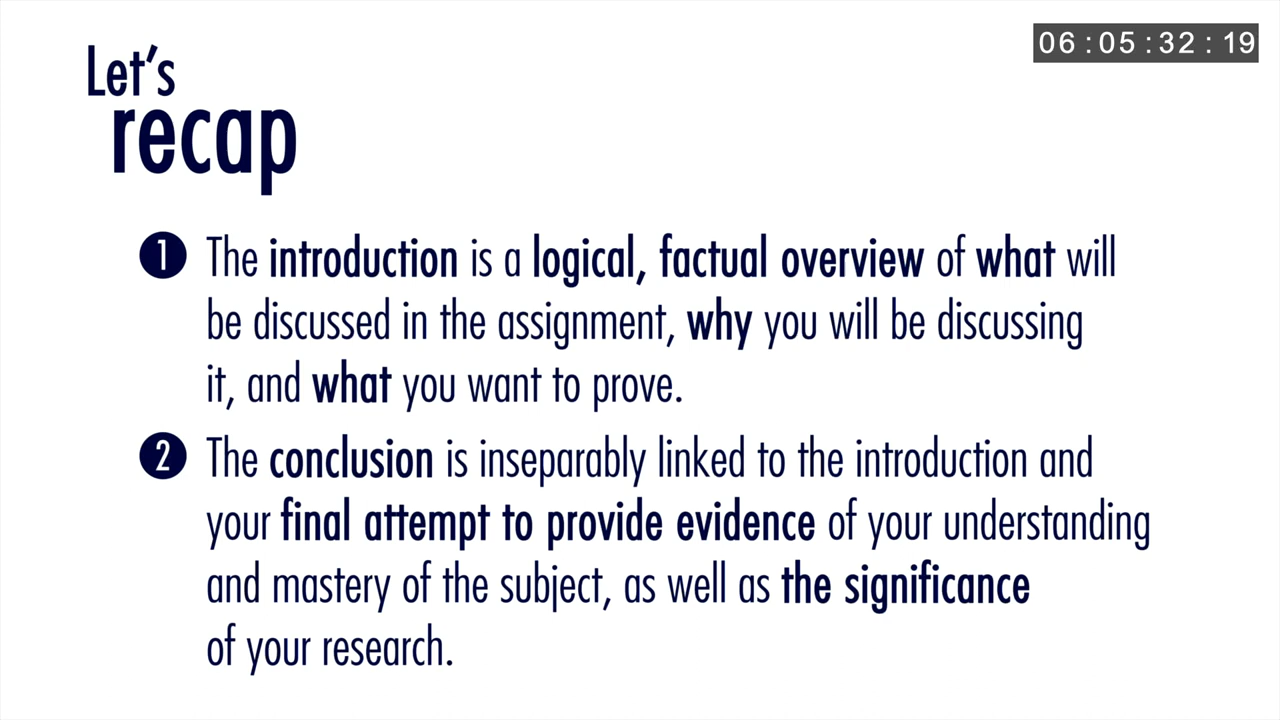 Let's
recap
06:05:32:19
1 The introduction is a logical, factual overview of what will
be discussed in the assignment, why you will be discussing
it, and what you want to prove.
2 The conclusion is inseparably linked to the introduction and
your final attempt to provide evidence of your understanding
and mastery of the subject, as well as the significance
of your research.